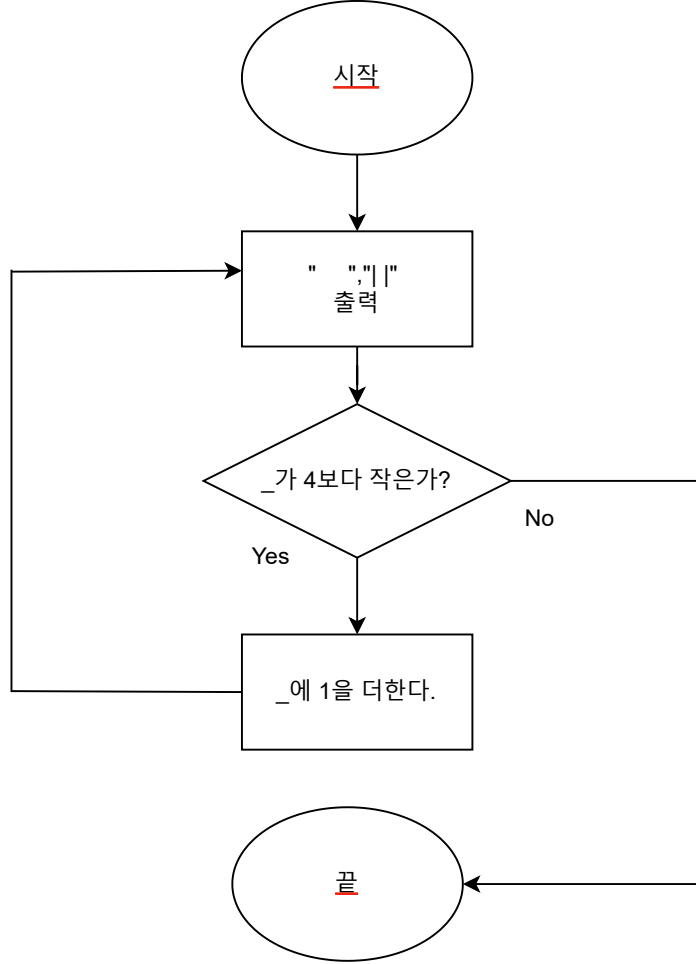 시작
"     ","| |"
출력
_가 4보다 작은가?
No
Yes
_에 1을 더한다.
끝